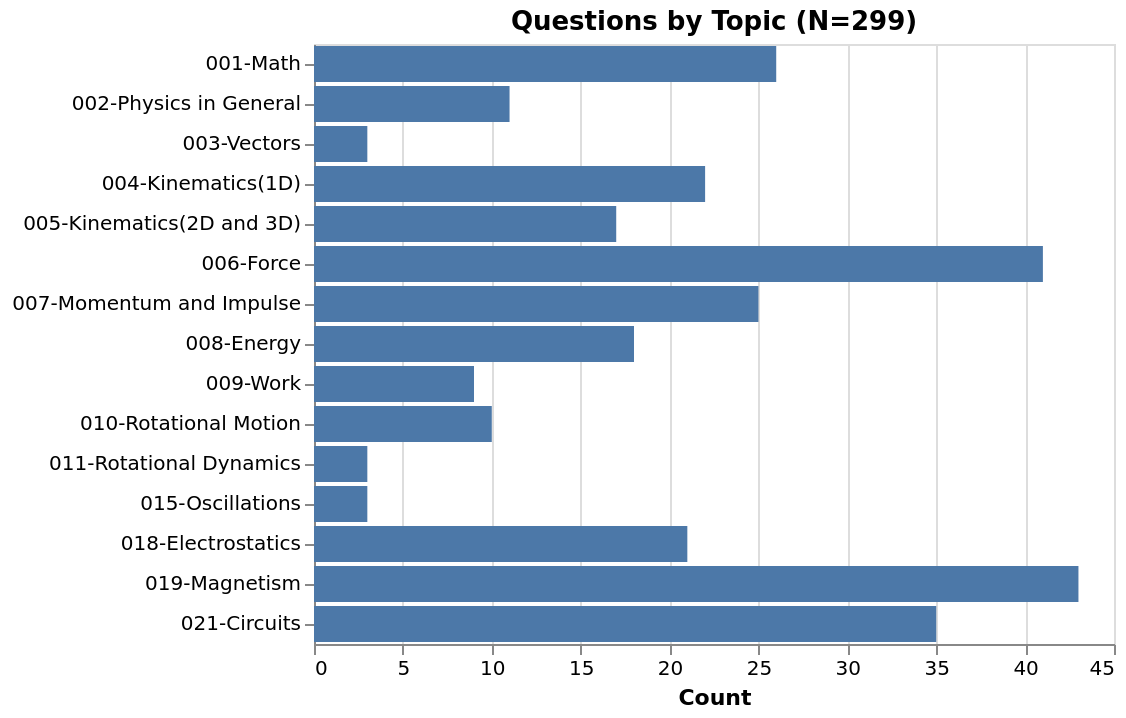 Questions by Topic (N=299)
001-Math
002-Physics in General
003-Vectors
004-Kinematics(1D)
005-Kinematics(2D and 3D)
006-Force
007-Momentum and Impulse
008-Energy
009-Work
010-Rotational Motion
011-Rotational Dynamics
015-Oscillations
018-Electrostatics
019-Magnetism
021-Circuits
0 5 10 15 20 25 30 35 40 45
Count